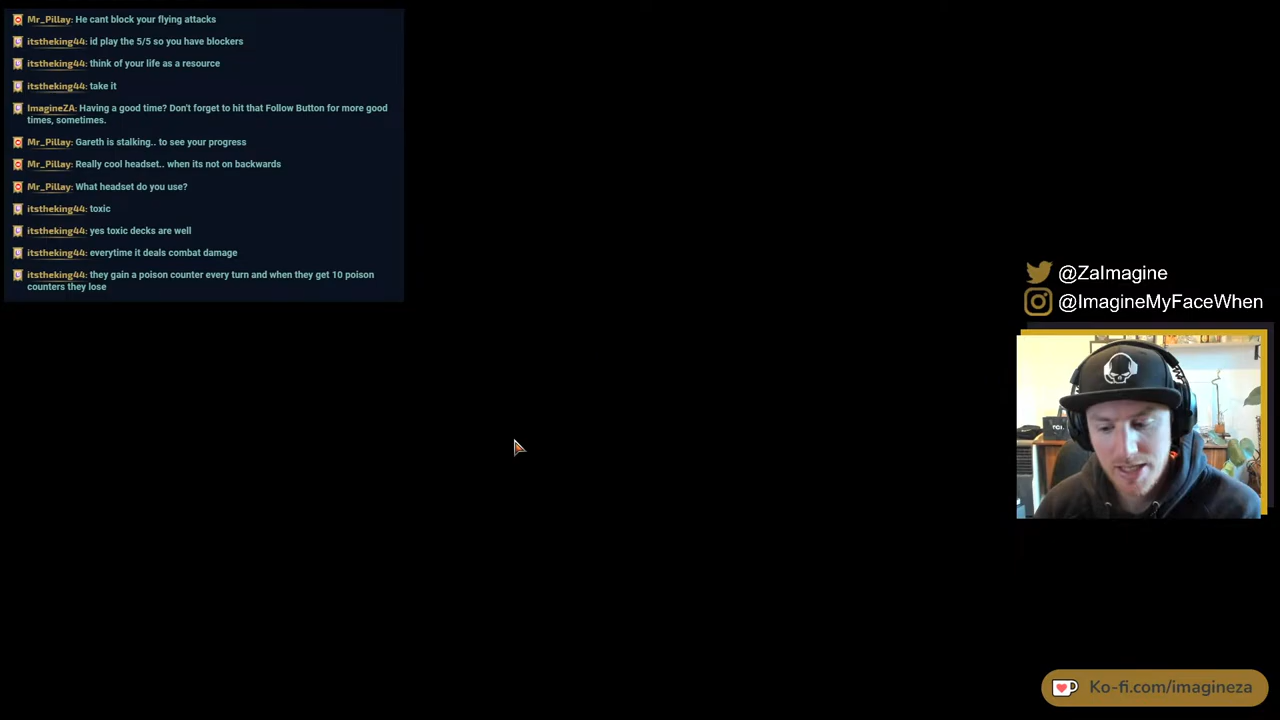 Mr_Pillay: He cant block your flying attacks
itstheking44: id play the 5/5 so you have blockers
itstheking44: think of your life as a resource
itstheking44: take it
ImagineZA: Having a good time? Don't forget to hit that Follow Button for more good
times, sometimes.
Mr_Pillay: Gareth is stalking.. to see your progress
Mr_Pillay: Really cool headset.. when its not on backwards
Mr_Pillay: What headset do you use?
itstheking44: toxic
itstheking44: yes toxic decks are well
itstheking44: everytime it deals combat damage
itstheking44: they gain a poison counter every turn and when they get 10 poison
counters they lose
@ZaImagine
@ImagineMyFaceWhen
Ko-fi.com/imagineza